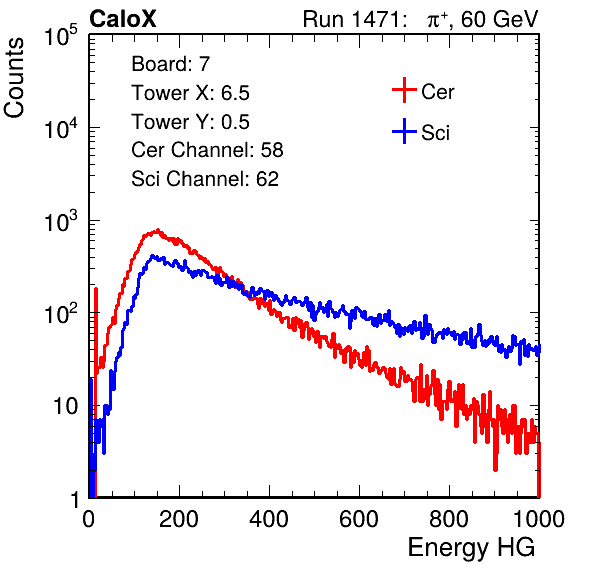 CaloX Run 1471: π⁺, 60 GeV
Counts
10⁵
10⁴
10³
10²
10
1
Board: 7
Tower X: 6.5
Tower Y: 0.5
Cer Channel: 58
Sci Channel: 62
Cer
Sci
0 200 400 600 800 1000
Energy HG